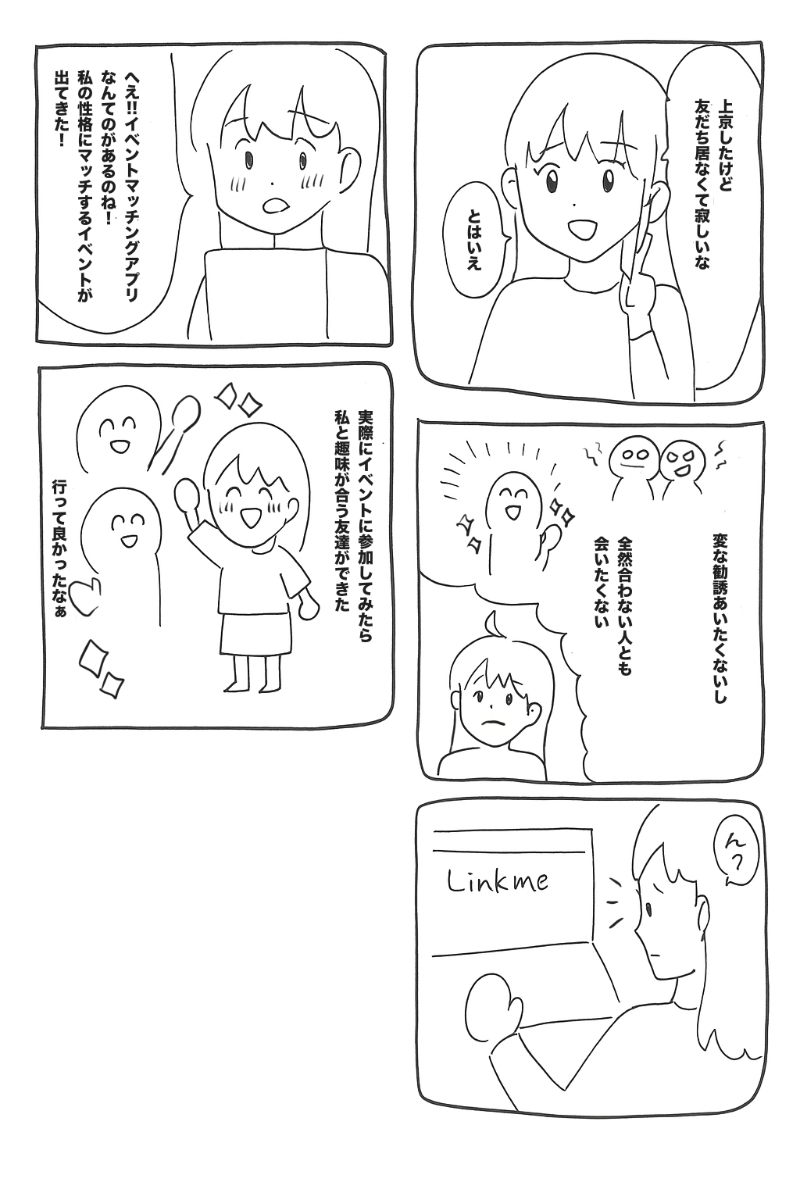 上京したけど
友だち居なくて寂しいな
とはいえ
変な勧誘あいたくないし
全然合わない人とも
会いたくない
ん?
Linkme
へえ!!イベントマッチングアプリ
なんてのがあるのね!
私の性格にマッチするイベントが
出てきた!
実際にイベントに参加してみたら
私と趣味が合う友達ができた
行って良かったなぁ